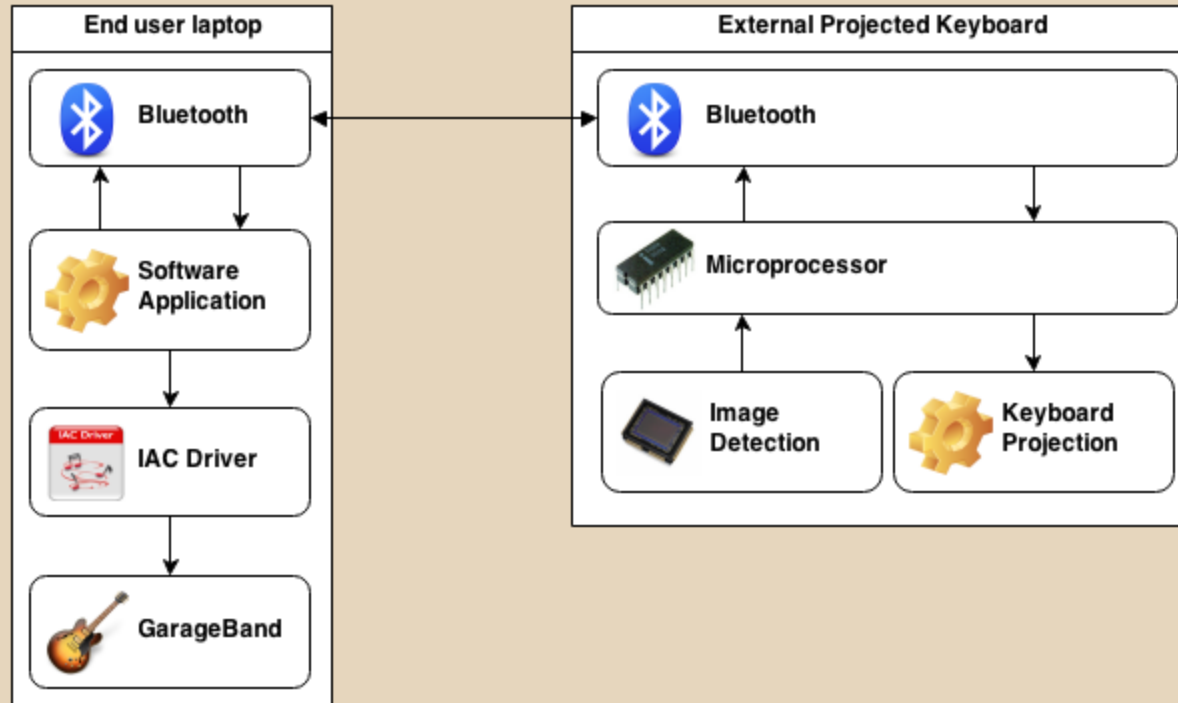 End user laptop
Bluetooth
Software
Application
IAC Driver
IAC Driver
GarageBand
External Projected Keyboard
Bluetooth
Microprocessor
Image
Detection
Keyboard
Projection